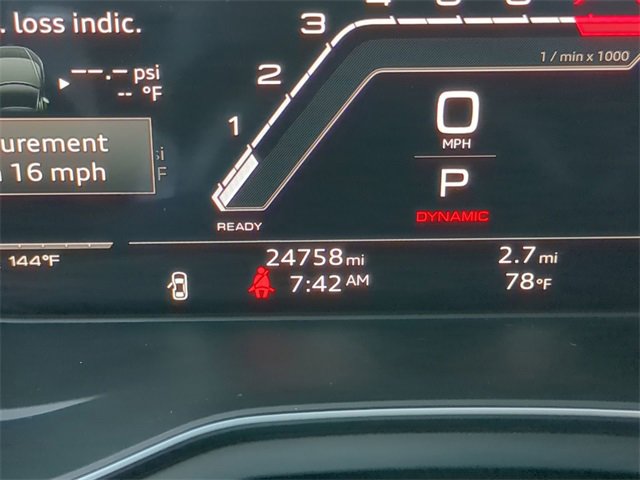 . loss indic.
--.- psi
-- °F
urement
16 mph
3
2
1
1 / min x 1000
0
MPH
P
DYNAMIC
READY
144°F
24758 mi
7:42 AM
2.7 mi
78°F